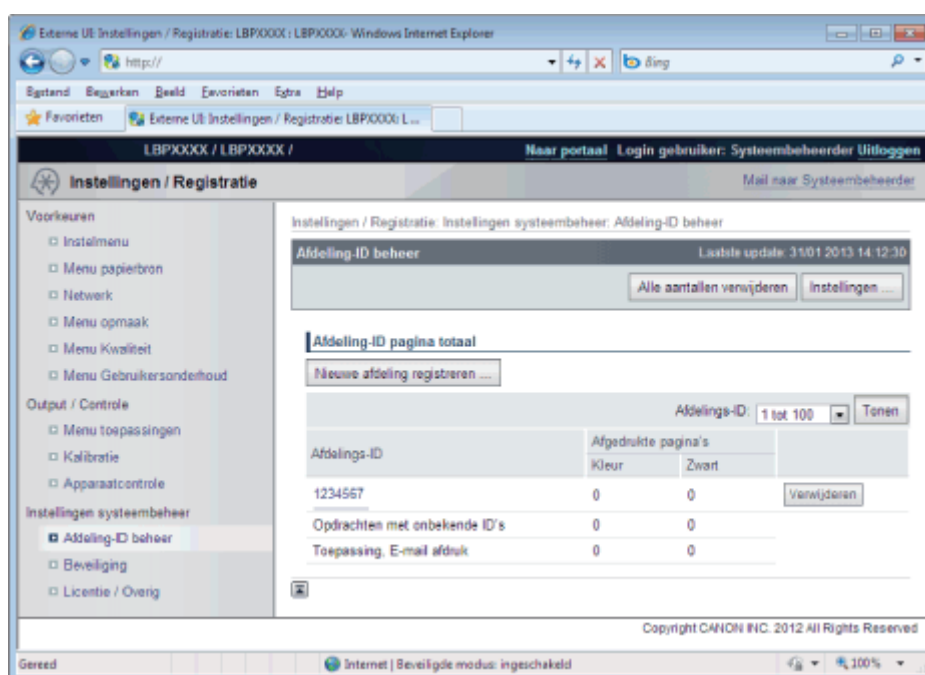 Externe UI: Instellingen / Registratie: LBPXXXX : LBPXXXX- Windows Internet Explorer
http://
Bing
Bestand Bewerken Beeld Favorieten Extra Help
Favorieten
Externe UI: Instellingen / Registratie: LBPXXXX: L ...
LBPXXXX / LBPXXXX /
Naar portaal Login gebruiker: Systeembeheerder Uitloggen
Instellingen / Registratie
Mail naar Systeembeheerder
Voorkeuren
Instelmenu
Menu papierbron
Netwerk
Menu opmaak
Menu Kwaliteit
Menu Gebruikersonderhoud
Output / Controle
Menu toepassingen
Kalibratie
Apparaatcontrole
Instellingen systeembeheer
Afdeling-ID beheer
Beveiliging
Licentie / Overig
Instellingen / Registratie: Instellingen systeembeheer: Afdeling-ID beheer
Afdeling-ID beheer
Laatste update: 31/01 2013 14:12:30
Alle aantallen verwijderen
Instellingen ...
Afdeling-ID pagina totaal
Nieuwe afdeling registreren ...
Afdelings-ID: 1 tot 100 Tonen
Afdelings-ID
Afgedrukte pagina's
Kleur Zwart
1234567 0 0 Verwijderen
Opdrachten met onbekende ID's 0 0
Toepassing, E-mail afdruk 0 0
Copyright CANON INC. 2012 All Rights Reserved
Gereed
Internet | Beveiligde modus: ingeschakeld
100%